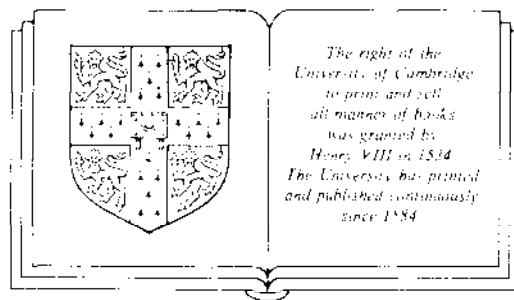 The right of the
University of Cambridge
to print and sell
all manner of books
was granted by
Henry VIII in 1534.
The University has printed
and published continuously
since 1584.